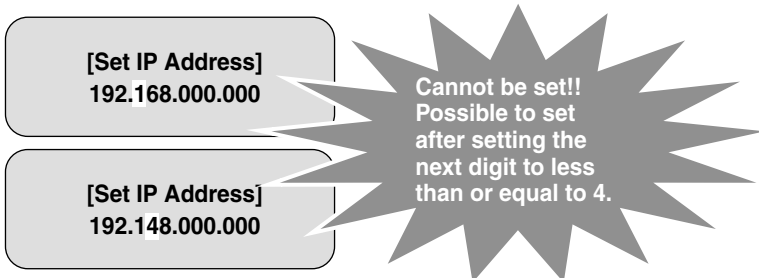 [Set IP Address]
192.168.000.000
Cannot be set!!
Possible to set
after setting the
next digit to less
than or equal to 4.
[Set IP Address]
192.148.000.000